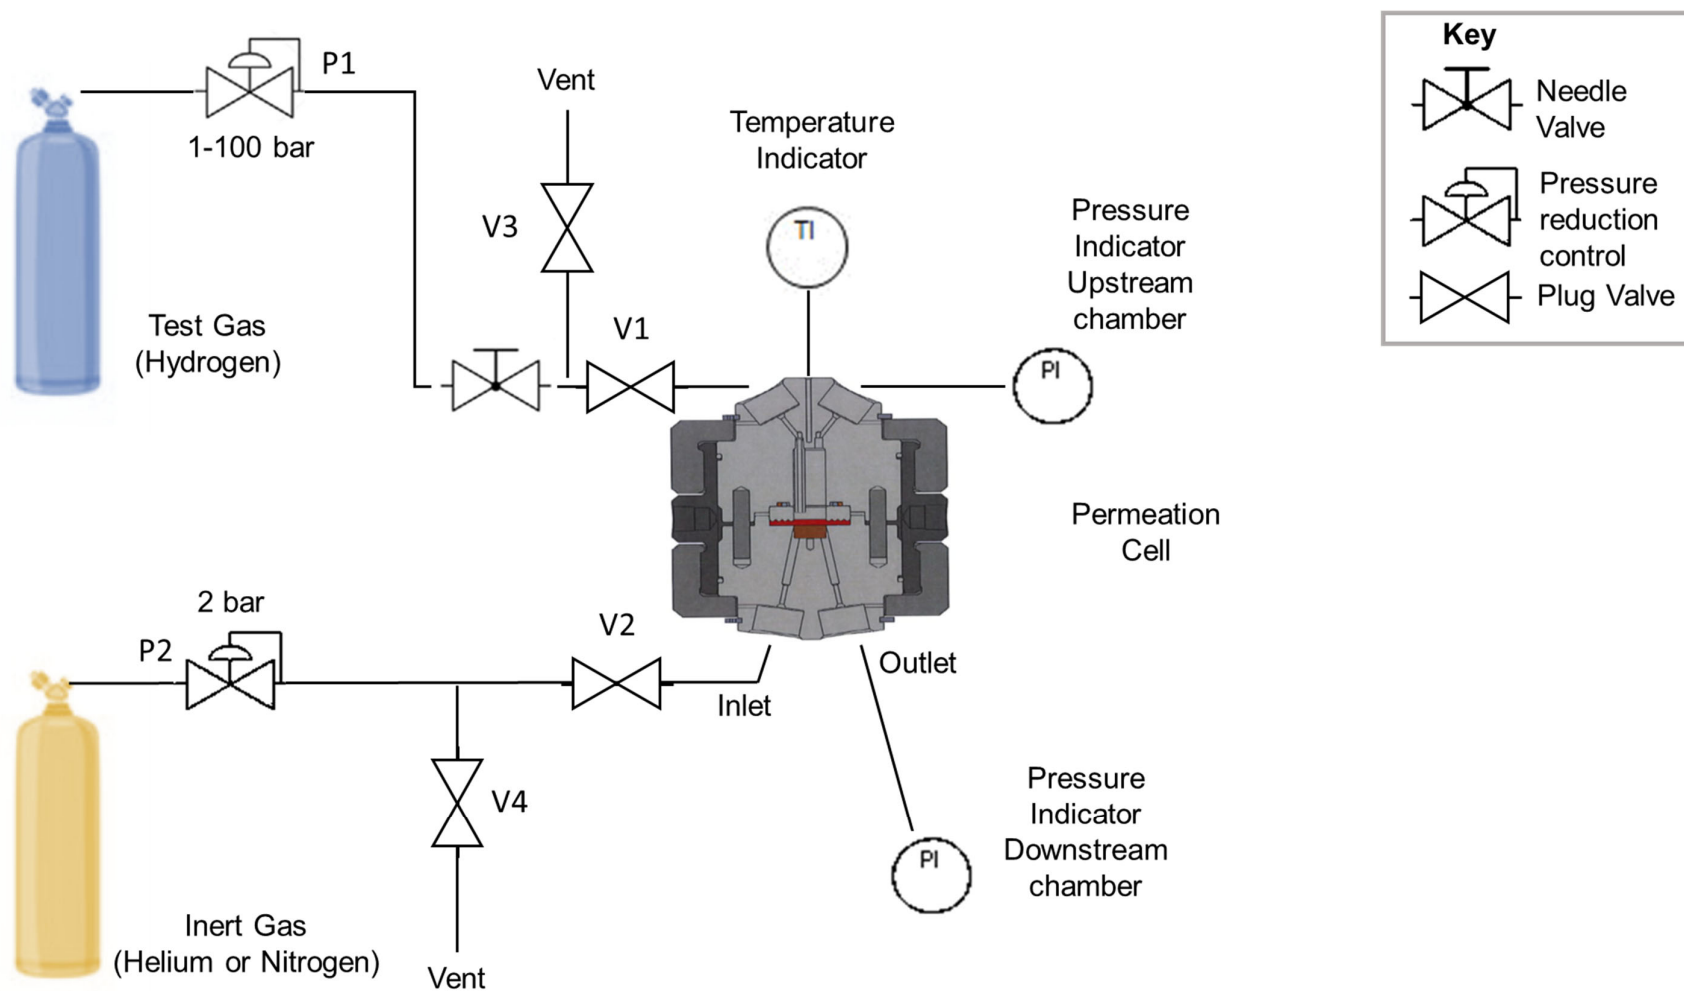 P1
1-100 bar
Test Gas
(Hydrogen)
Vent
V3
V1
Temperature
Indicator
TI
Pressure
Indicator
Upstream
chamber
PI
Key
Needle
Valve
Pressure
reduction
control
Plug Valve
Permeation
Cell
2 bar
P2
V2
Inlet
Outlet
V4
Vent
Inert Gas
(Helium or Nitrogen)
Pressure
Indicator
Downstream
chamber
PI